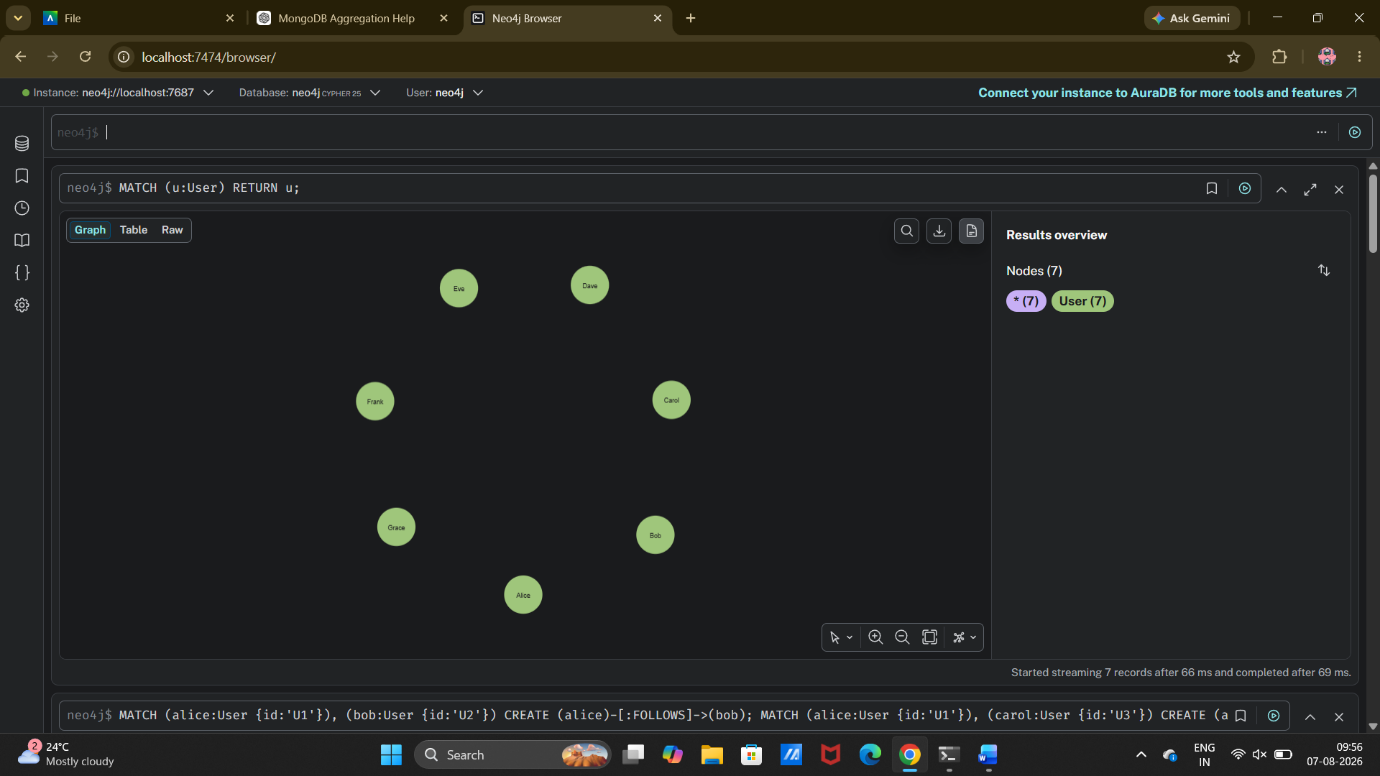 File
MongoDB Aggregation Help
Neo4j Browser
Ask Gemini
localhost:7474/browser/
Instance: neo4j://localhost:7687
Database: neo4j CYPHER 25
User: neo4j
Connect your instance to AuraDB for more tools and features
neo4j$
neo4j$ MATCH (u:User) RETURN u;
Graph Table Raw
Results overview
Nodes (7)
* (7) User (7)
Eve
Dave
Frank
Carol
Grace
Bob
Alice
Started streaming 7 records after 66 ms and completed after 69 ms.
neo4j$ MATCH (alice:User {id:'U1'}), (bob:User {id:'U2'}) CREATE (alice)-[:FOLLOWS]->(bob); MATCH (alice:User {id:'U1'}), (carol:User {id:'U3'}) CREATE (a
2
24°C
Mostly cloudy
Search
ENG
IN
09:56
07-08-2026